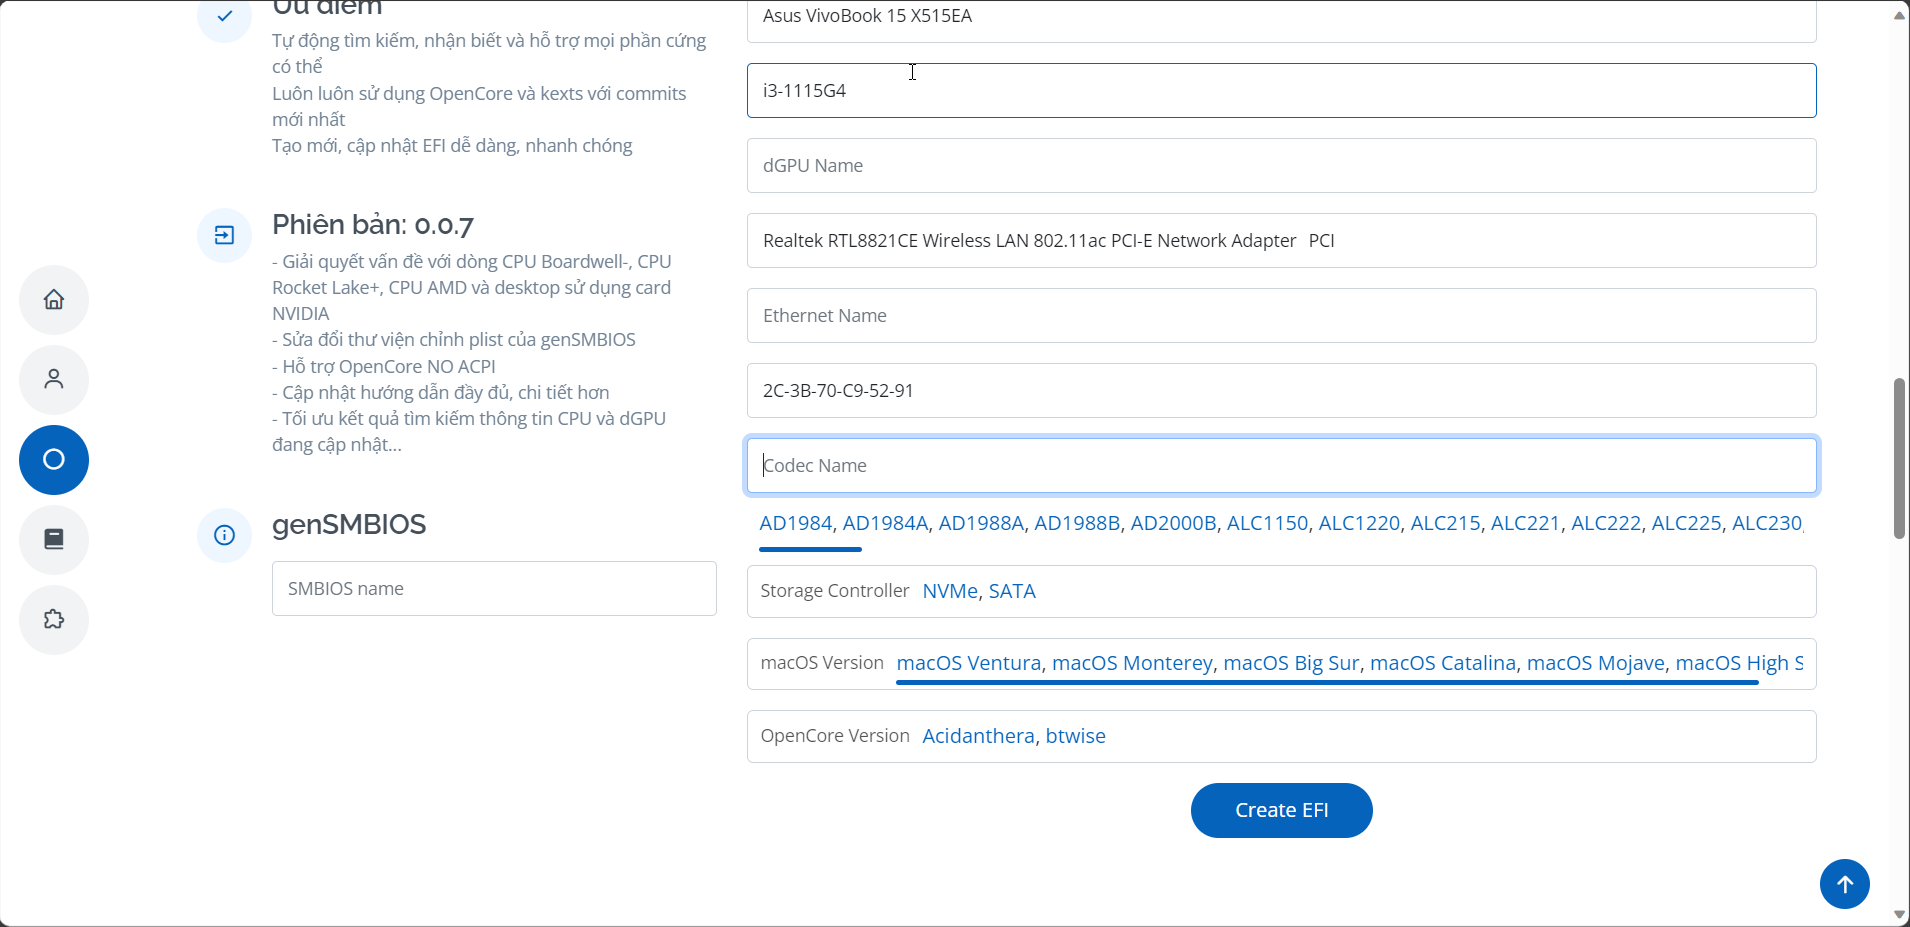 Ưu điểm
Tự động tìm kiếm, nhận biết và hỗ trợ mọi phần cứng
có thể
Luôn luôn sử dụng OpenCore và kexts với commits
mới nhất
Tạo mới, cập nhật EFI dễ dàng, nhanh chóng
Phiên bản: 0.0.7
- Giải quyết vấn đề với dòng CPU Boardwell-, CPU
Rocket Lake+, CPU AMD và desktop sử dụng card
NVIDIA
- Sửa đổi thư viện chỉnh plist của genSMBIOS
- Hỗ trợ OpenCore NO ACPI
- Cập nhật hướng dẫn đầy đủ, chi tiết hơn
- Tối ưu kết quả tìm kiếm thông tin CPU và dGPU
đang cập nhật...
genSMBIOS
SMBIOS name
Asus VivoBook 15 X515EA
i3-1115G4
dGPU Name
Realtek RTL8821CE Wireless LAN 802.11ac PCI-E Network Adapter PCI
Ethernet Name
2C-3B-70-C9-52-91
Codec Name
AD1984, AD1984A, AD1988A, AD1988B, AD2000B, ALC1150, ALC1220, ALC215, ALC221, ALC222, ALC225, ALC230,
Storage Controller NVMe, SATA
macOS Version macOS Ventura, macOS Monterey, macOS Big Sur, macOS Catalina, macOS Mojave, macOS High S
OpenCore Version Acidanthera, btwise
Create EFI